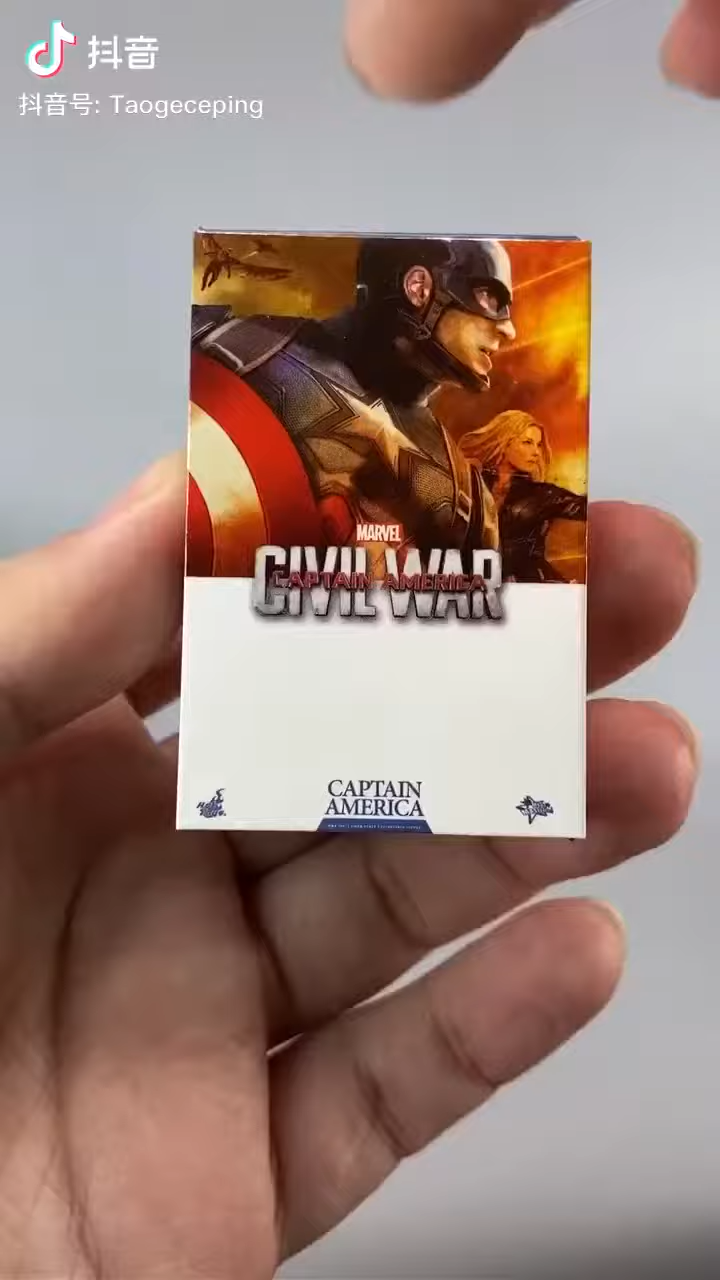 抖音
抖音号: Taogeceping
MARVEL
CIVIL WAR
CAPTAIN AMERICA
CAPTAIN
AMERICA